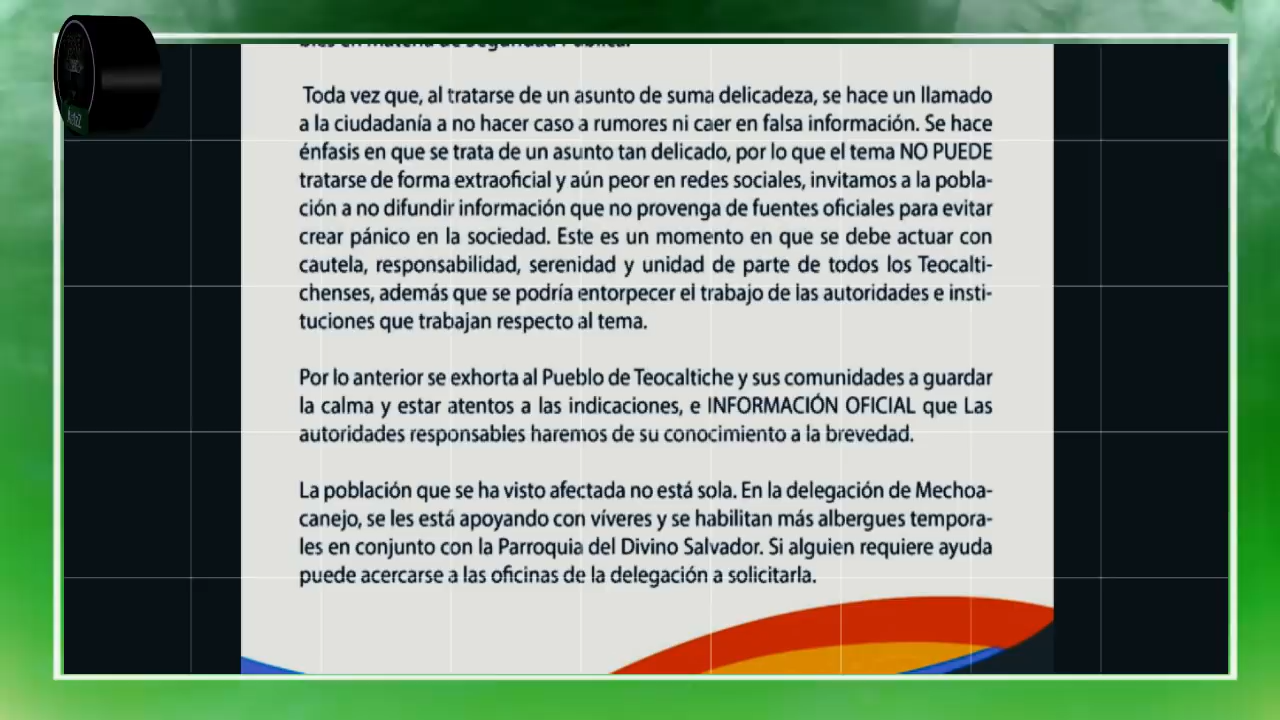 Toda vez que, al tratarse de un asunto de suma delicadeza, se hace un llamado
a la ciudadanía a no hacer caso a rumores ni caer en falsa información. Se hace
énfasis en que se trata de un asunto tan delicado, por lo que el tema NO PUEDE
tratarse de forma extraoficial y aún peor en redes sociales, invitamos a la pobla-
ción a no difundir información que no provenga de fuentes oficiales para evitar
crear pánico en la sociedad. Este es un momento en que se debe actuar con
cautela, responsabilidad, serenidad y unidad de parte de todos los Teocalti-
chenses, además que se podría entorpecer el trabajo de las autoridades e insti-
tuciones que trabajan respecto al tema.
Por lo anterior se exhorta al Pueblo de Teocaltiche y sus comunidades a guardar
la calma y estar atentos a las indicaciones, e INFORMACIÓN OFICIAL que Las
autoridades responsables haremos de su conocimiento a la brevedad.
La población que se ha visto afectada no está sola. En la delegación de Mechoa-
canejo, se les está apoyando con víveres y se habilitan más albergues tempora-
les en conjunto con la Parroquia del Divino Salvador. Si alguien requiere ayuda
puede acercarse a las oficinas de la delegación a solicitarla.